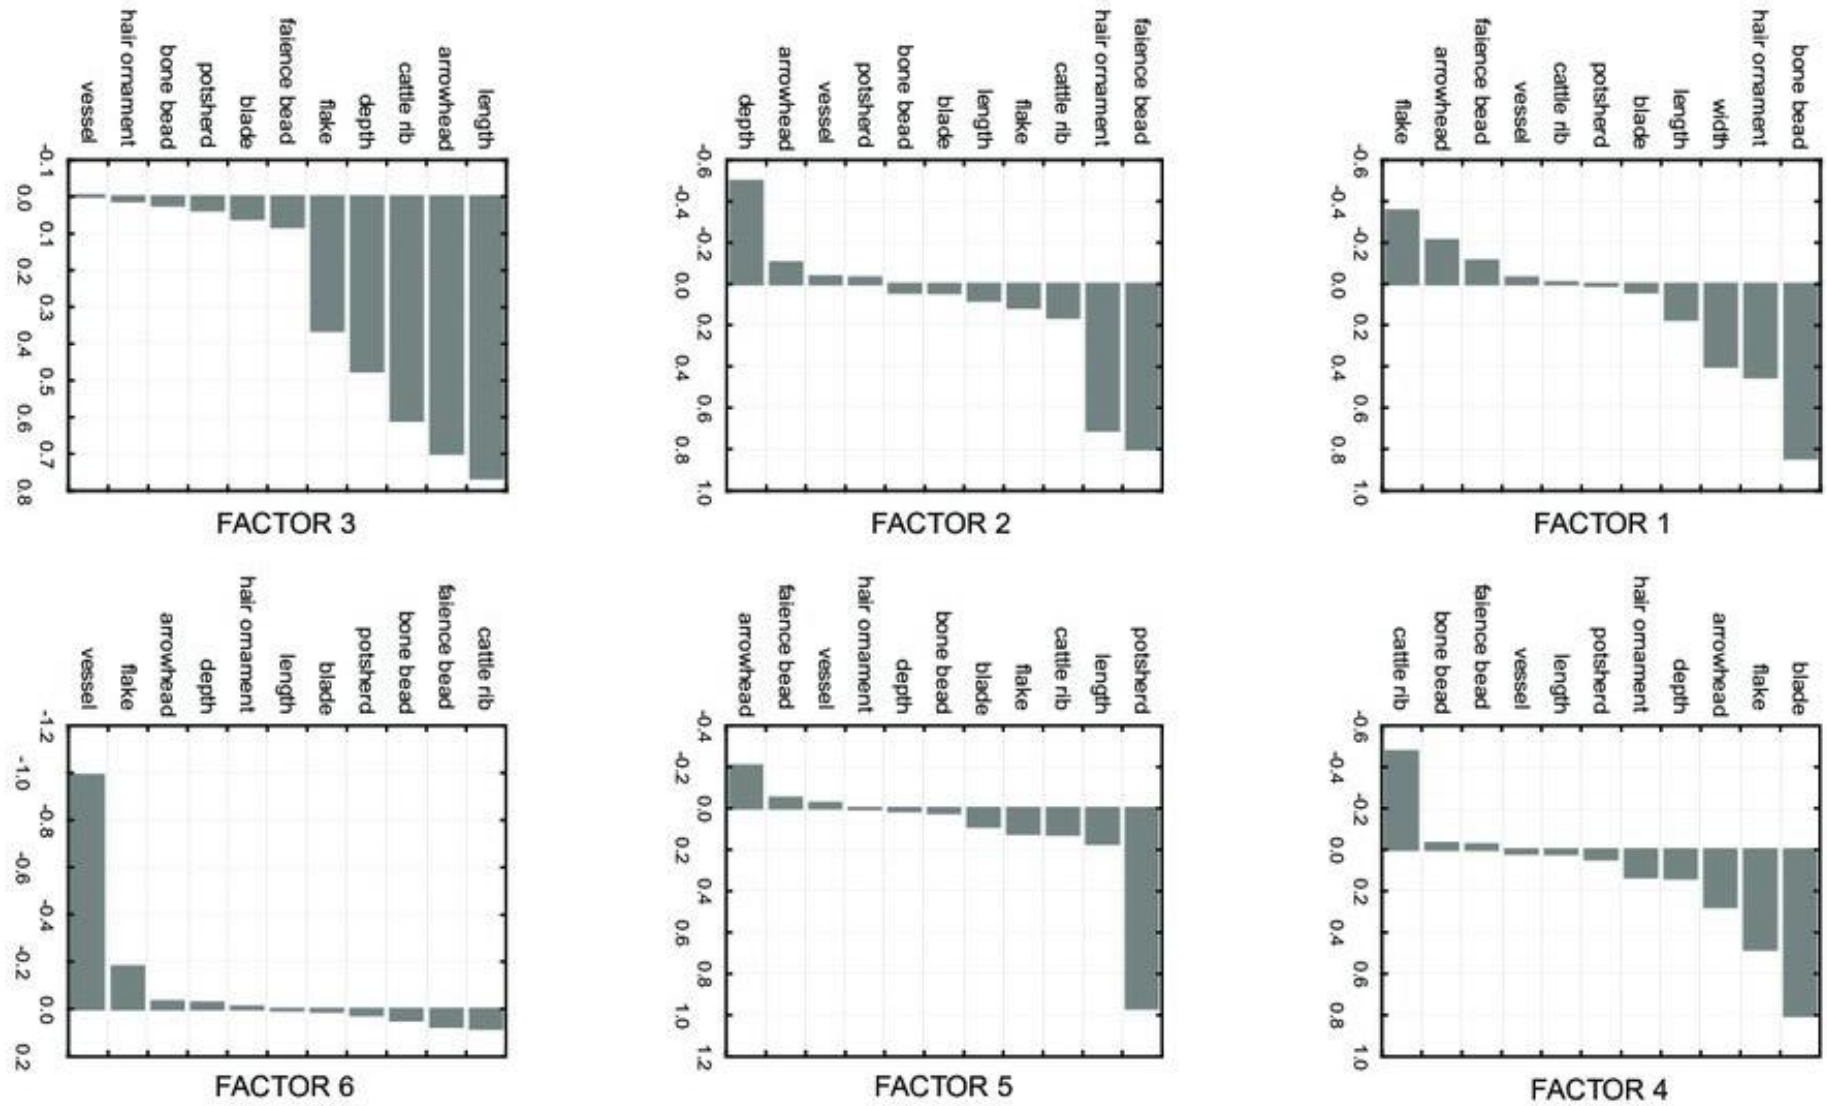 vessel
hair ornament
bone bead
potsherd
blade
faience bead
flake
depth
cattle rib
arrowhead
length
-0.1
0.0
0.1
0.2
0.3
0.4
0.5
0.6
0.7
0.8
FACTOR 3
depth
arrowhead
vessel
potsherd
bone bead
blade
length
flake
cattle rib
hair ornament
faience bead
-0.6
-0.4
-0.2
0.0
0.2
0.4
0.6
0.8
1.0
FACTOR 2
flake
arrowhead
faience bead
vessel
cattle rib
potsherd
blade
length
width
hair ornament
bone bead
-0.6
-0.4
-0.2
0.0
0.2
0.4
0.6
0.8
1.0
FACTOR 1
vessel
flake
arrowhead
depth
hair ornament
length
blade
potsherd
bone bead
faience bead
cattle rib
-1.2
-1.0
-0.8
-0.6
-0.4
-0.2
0.0
0.2
FACTOR 6
arrowhead
faience bead
vessel
hair ornament
depth
bone bead
blade
flake
cattle rib
length
potsherd
-0.4
-0.2
0.0
0.2
0.4
0.6
0.8
1.0
1.2
FACTOR 5
cattle rib
bone bead
faience bead
vessel
length
potsherd
hair ornament
depth
arrowhead
flake
blade
-0.6
-0.4
-0.2
0.0
0.2
0.4
0.6
0.8
1.0
FACTOR 4